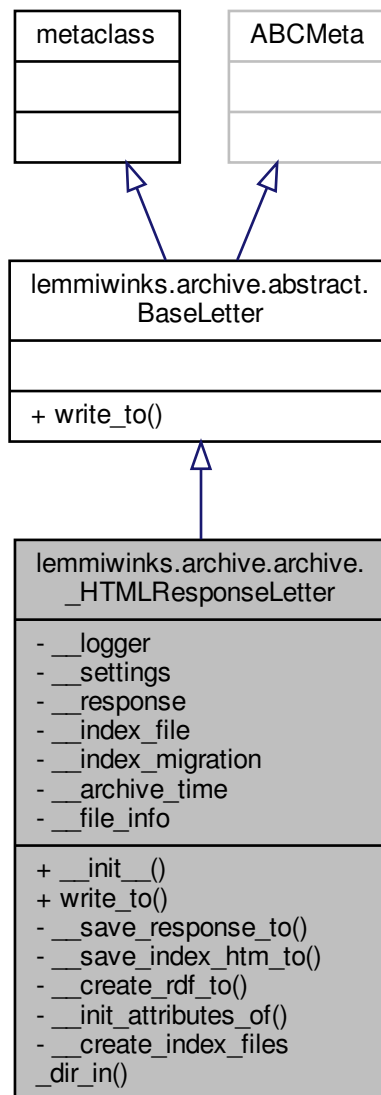 metaclass
ABCMeta
lemmiwinks.archive.abstract.
BaseLetter
+ write_to()
lemmiwinks.archive.archive.
_HTMLResponseLetter
- __logger
- __settings
- __response
- __index_file
- __index_migration
- __archive_time
- __file_info
+ __init__()
+ write_to()
- __save_response_to()
- __save_index_htm_to()
- __create_rdf_to()
- __init_attributes_of()
- __create_index_files
_dir_in()